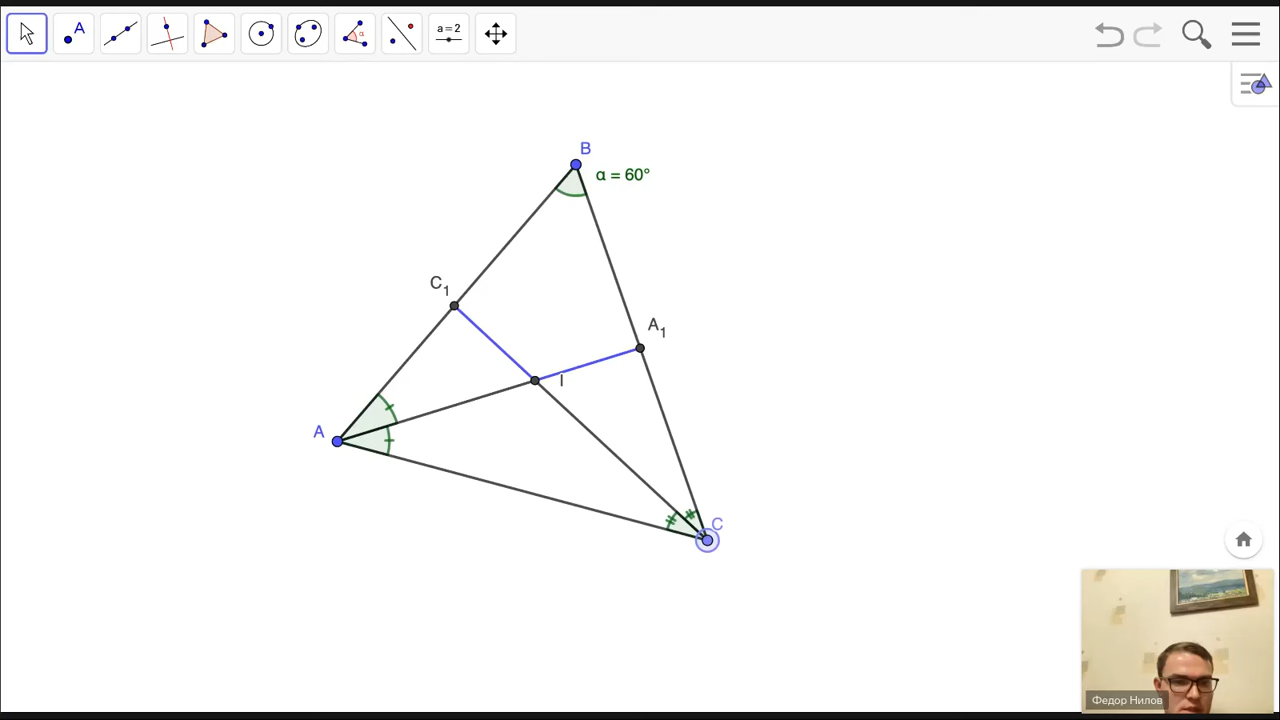 A
α
a=2
B
α = 60°
C₁
A₁
I
A
C
Федор Нилов